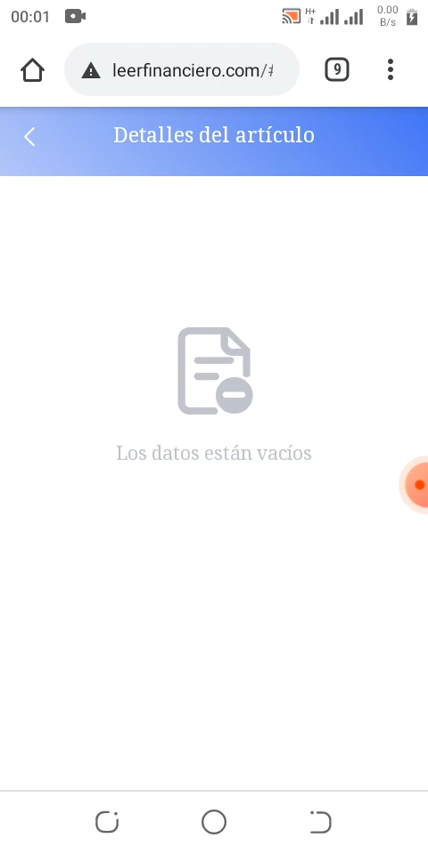 00:01
H+
0.00
B/s
leerfinanciero.com/#
9
Detalles del artículo
Los datos están vacíos